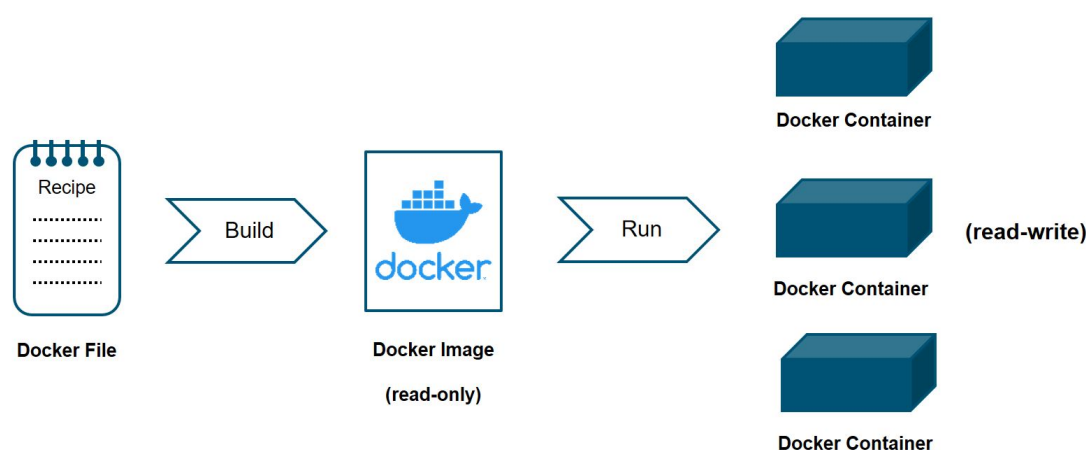 Recipe
Docker File
Build
docker
Docker Image
(read-only)
Run
Docker Container
Docker Container
(read-write)
Docker Container